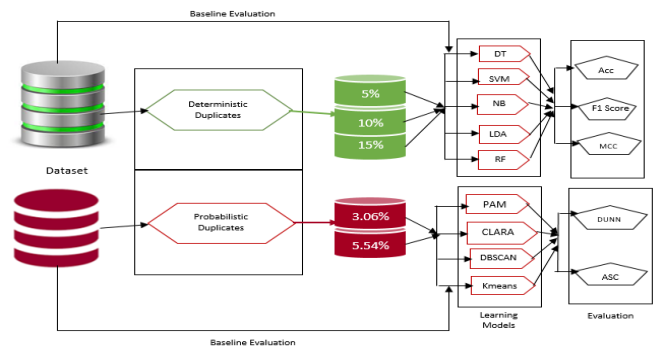 Baseline Evaluation
Dataset
Deterministic
Duplicates
5%
10%
15%
DT
SVM
NB
LDA
RF
Acc
F1 Score
MCC
Probabilistic
Duplicates
3.06%
5.54%
PAM
CLARA
DBSCAN
Kmeans
DUNN
ASC
Learning
Models
Evaluation
Baseline Evaluation